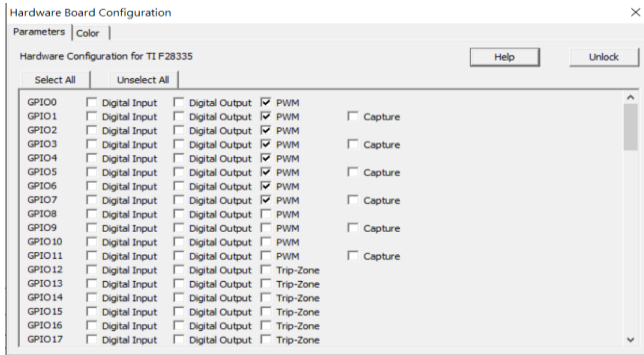 Hardware Board Configuration
Parameters Color
Hardware Configuration for TI F28335 Help Unlock
Select All Unselect All
GPIO0 Digital Input Digital Output PWM
GPIO1 Digital Input Digital Output PWM Capture
GPIO2 Digital Input Digital Output PWM
GPIO3 Digital Input Digital Output PWM Capture
GPIO4 Digital Input Digital Output PWM
GPIO5 Digital Input Digital Output PWM Capture
GPIO6 Digital Input Digital Output PWM
GPIO7 Digital Input Digital Output PWM Capture
GPIO8 Digital Input Digital Output PWM
GPIO9 Digital Input Digital Output PWM Capture
GPIO10 Digital Input Digital Output PWM
GPIO11 Digital Input Digital Output PWM Capture
GPIO12 Digital Input Digital Output Trip-Zone
GPIO13 Digital Input Digital Output Trip-Zone
GPIO14 Digital Input Digital Output Trip-Zone
GPIO15 Digital Input Digital Output Trip-Zone
GPIO16 Digital Input Digital Output Trip-Zone
GPIO17 Digital Input Digital Output Trip-Zone